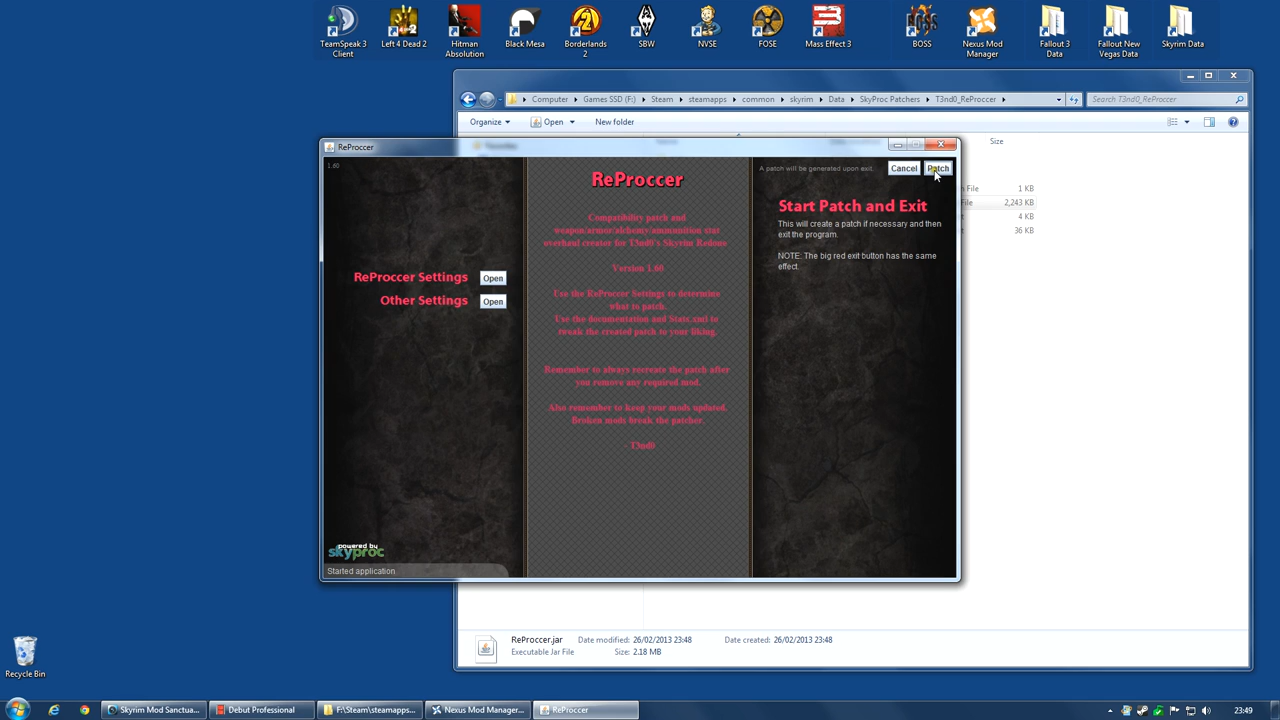 TeamSpeak 3
Client
Left 4 Dead 2
Hitman
Absolution
Black Mesa
Borderlands
2
SBW
NVSE
FOSE
Mass Effect 3
BOSS
Nexus Mod
Manager
Fallout 3
Data
Fallout New
Vegas Data
Skyrim Data
Computer
Games SSD (F:)
Steam
steamapps
common
skyrim
Data
SkyProc Patchers
T3nd0_ReProccer
Search T3nd0_ReProccer
Organize
Open
New folder
Size
File
1 KB
File
2,243 KB
4 KB
36 KB
ReProccer
1.60
ReProccer Settings
Open
Other Settings
Open
powered by
skyproc
Started application
ReProccer
Compatibility patch and
weapon/armor/alchemy/ammunition stat
overhaul creator for T3nd0's Skyrim Redone
Version 1.60
Use the ReProccer Settings to determine
what to patch.
Use the documentation and Stats.xml to
tweak the created patch to your liking.
Remember to always recreate the patch after
you remove any required mod.
Also remember to keep your mods updated.
Broken mods break the patcher.
- T3nd0
A patch will be generated upon exit.
Cancel
Patch
Start Patch and Exit
This will create a patch if necessary and then
exit the program.
NOTE: The big red exit button has the same
effect.
ReProccer.jar
Date modified: 26/02/2013 23:48
Date created: 26/02/2013 23:48
Executable Jar File
Size: 2.18 MB
Recycle Bin
Skyrim Mod Sanctua...
Debut Professional
F:\Steam\steamapps...
Nexus Mod Manager...
ReProccer
23:49